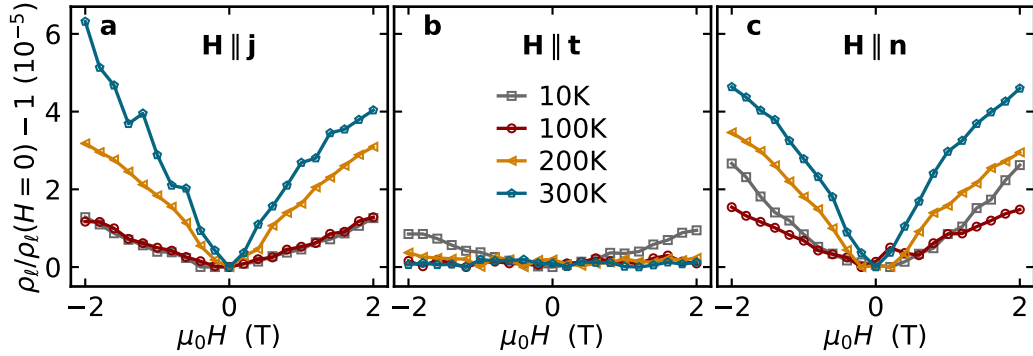 ρℓ/ρℓ(H = 0) − 1 (10⁻⁵)
6
4
2
0
a
H ∥ j
b
H ∥ t
c
H ∥ n
10K
100K
200K
300K
−2 0 2
−2 0 2
−2 0 2
μ₀H (T)
μ₀H (T)
μ₀H (T)